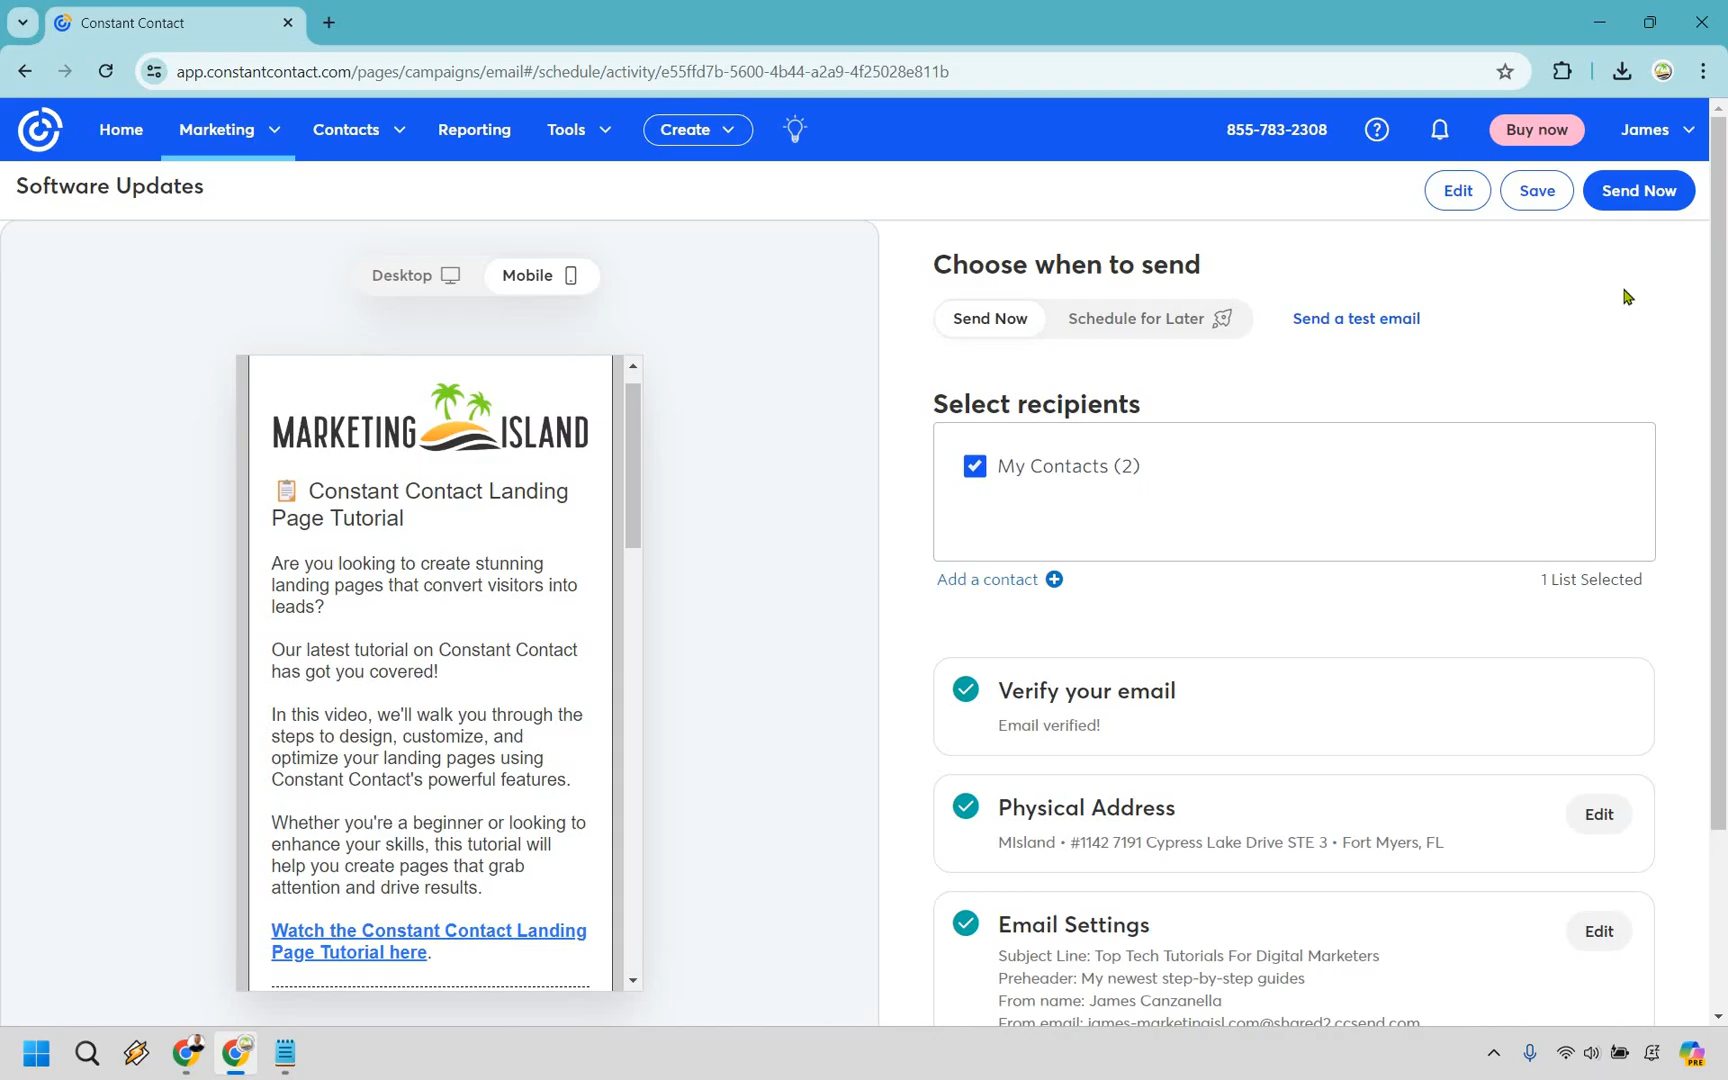 Constant Contact
app.constantcontact.com/pages/campaigns/email#/schedule/activity/e55ffd7b-5600-4b44-a2a9-4f25028e811b
Home
Marketing
Contacts
Reporting
Tools
Create
855-783-2308
Buy now
James
Software Updates
Edit
Save
Send Now
Desktop
Mobile
MARKETING ISLAND
Constant Contact Landing
Page Tutorial
Are you looking to create stunning
landing pages that convert visitors into
leads?
Our latest tutorial on Constant Contact
has got you covered!
In this video, we'll walk you through the
steps to design, customize, and
optimize your landing pages using
Constant Contact's powerful features.
Whether you're a beginner or looking to
enhance your skills, this tutorial will
help you create pages that grab
attention and drive results.
Watch the Constant Contact Landing
Page Tutorial here.
Choose when to send
Send Now
Schedule for Later
Send a test email
Select recipients
My Contacts (2)
Add a contact
1 List Selected
Verify your email
Email verified!
Physical Address
MIsland • #1142 7191 Cypress Lake Drive STE 3 • Fort Myers, FL
Edit
Email Settings
Edit
Subject Line: Top Tech Tutorials For Digital Marketers
Preheader: My newest step-by-step guides
From name: James Canzanella
From email: james-marketingisl.com@shared2.ccsend.com
PRE